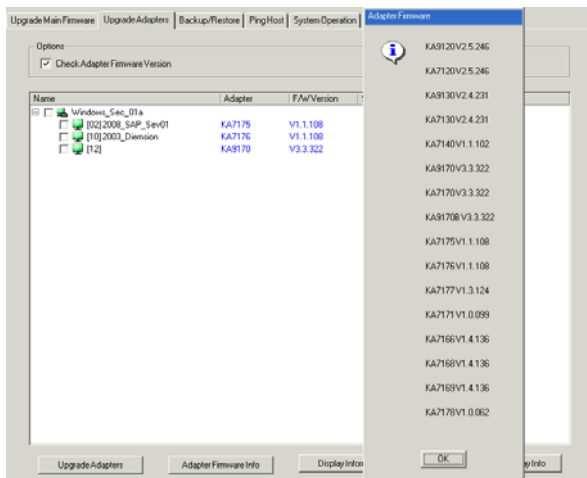 Upgrade Main Firmware Upgrade Adapters Backup/Restore Ping Host System Operation
Options
Check Adapter Firmware Version
Name Adapter F/W Version
Windows_Sec_01a
[02]2008_SAP_Sev01 KA7175 V1.1.108
[10]2003_Diemsion KA7176 V1.1.108
[12] KA9170 V3.3.322
Upgrade Adapters Adapter Firmware Info
Adapter Firmware
KA9120V2.5.246
KA7120V2.5.246
KA9130V2.4.231
KA7130V2.4.231
KA7140V1.1.102
KA9170V3.3.322
KA7170V3.3.322
KA9170B V3.3.322
KA7175V1.1.108
KA7176V1.1.108
KA7177V1.3.124
KA7171V1.0.099
KA7166V1.4.136
KA7168V1.4.136
KA7169V1.4.136
KA7178V1.0.062
OK